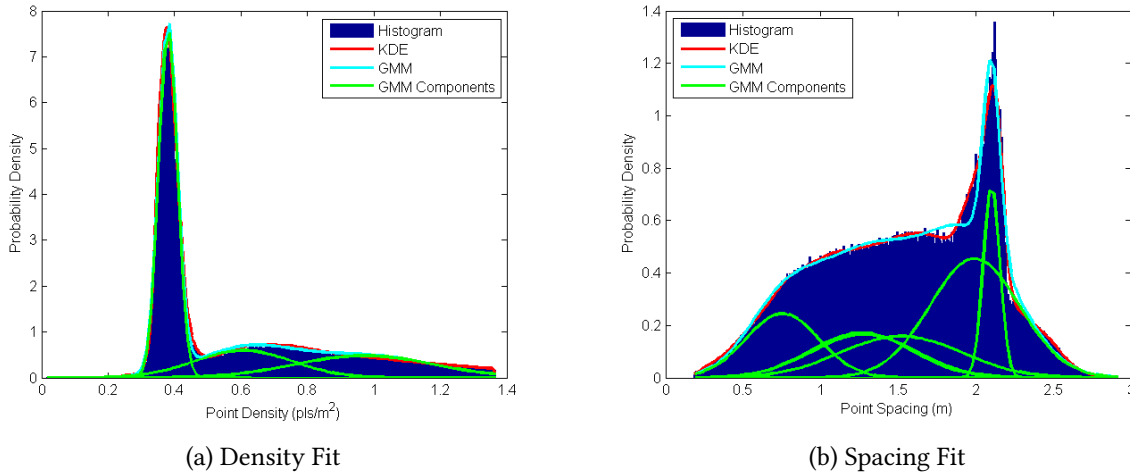 8
7
6
5
4
3
2
1
0
Probability Density
0 0.2 0.4 0.6 0.8 1 1.2 1.4
Point Density (pls/m²)
Histogram
KDE
GMM
GMM Components
(a) Density Fit
1.4
1.2
1
0.8
0.6
0.4
0.2
0
Probability Density
0 0.5 1 1.5 2 2.5 3
Point Spacing (m)
Histogram
KDE
GMM
GMM Components
(b) Spacing Fit